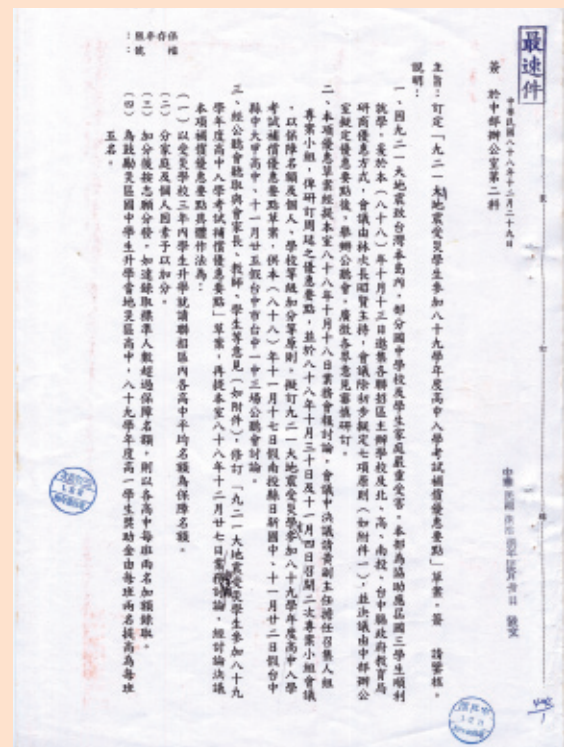 最速件
簽 於中部辦公室第二科
中華民國八十八年十二月二十九日
主旨：訂定「九二一大地震受災學生參加八十九學年度高中入學考試補償優惠要點」草案，簽 請鑒核。
說明：
一、因九二一大地震致台灣本島內，部分國中學校及學生家庭嚴重受害，本部為協助應屆國三學生順利
就學，爰於本（八十八）年十月十三日邀集各聯招區主辦學校及北、高、南投、台中縣政府教育局
研商優惠方式，會議由林次長昭賢主持，會議除初步擬定七項原則（如附件一），並決議由中部辦公
室擬定優惠要點後，舉辦公聽會，廣徵各界意見審慎研訂。
二、本項優惠草案經提本室八十八年十月十八日業務會報討論，會議中決議請黃副主任擔任召集人組
專案小組，俾研訂周延之優惠要點，並於八十八年十月三十日及十一月四日召開二次專案小組會議
，以保障名額及個人、學校等級加分等原則，擬訂九二一大地震受災學參加八十九學年度高中入學
考試補償優惠要點草案，併本（八十八）年十一月十七日假南投縣日新國中、十一月廿二日假台中
縣中大甲高中、十一月廿五假台中市台中一中三場公聽會討論。
三、經公聽會聽取與會家長、教師、學生等意見（如附件），修訂「九二一大地震受災學生參加八十九
學年度高中入學考試補償優惠要點」草案，再提本室八十八年十二月廿七日業務討論，經討論決議
本項補償優惠要點具體作法為：
（一）以受災學校三年內學生升學就讀聯招區內各高中平均名額為保障名額。
（二）分家庭及個人因素予以加分。
（三）加分後按志願分發，如達錄取標準人數超過保障名額，則以各高中每班兩名加額錄取。
（四）為鼓勵災區國中學生升學當地災區高中，八十九學年度高一學生獎助金由每班兩名提高為每班
五名。